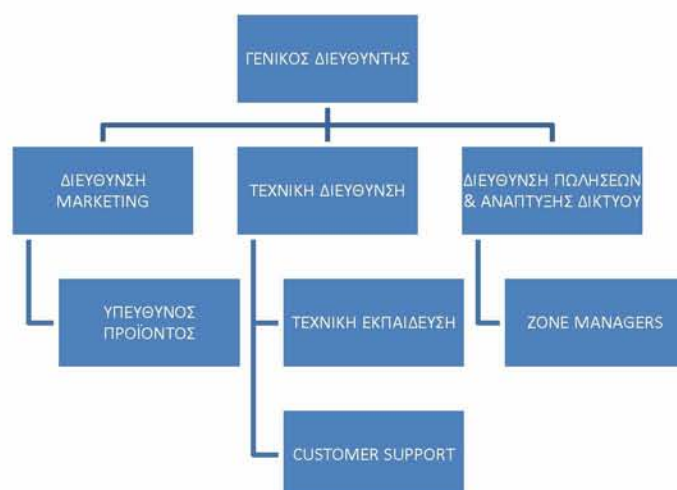 ΓΕΝΙΚΟΣ ΔΙΕΥΘΥΝΤΗΣ
ΔΙΕΥΘΥΝΣΗ
MARKETING
ΤΕΧΝΙΚΗ ΔΙΕΥΘΥΝΣΗ
ΔΙΕΥΘΥΝΣΗ ΠΩΛΗΣΕΩΝ
& ΑΝΑΠΤΥΞΗΣ ΔΙΚΤΥΟΥ
ΥΠΕΥΘΥΝΟΣ
ΠΡΟΪΟΝΤΟΣ
ΤΕΧΝΙΚΗ ΕΚΠΑΙΔΕΥΣΗ
ZONE MANAGERS
CUSTOMER SUPPORT